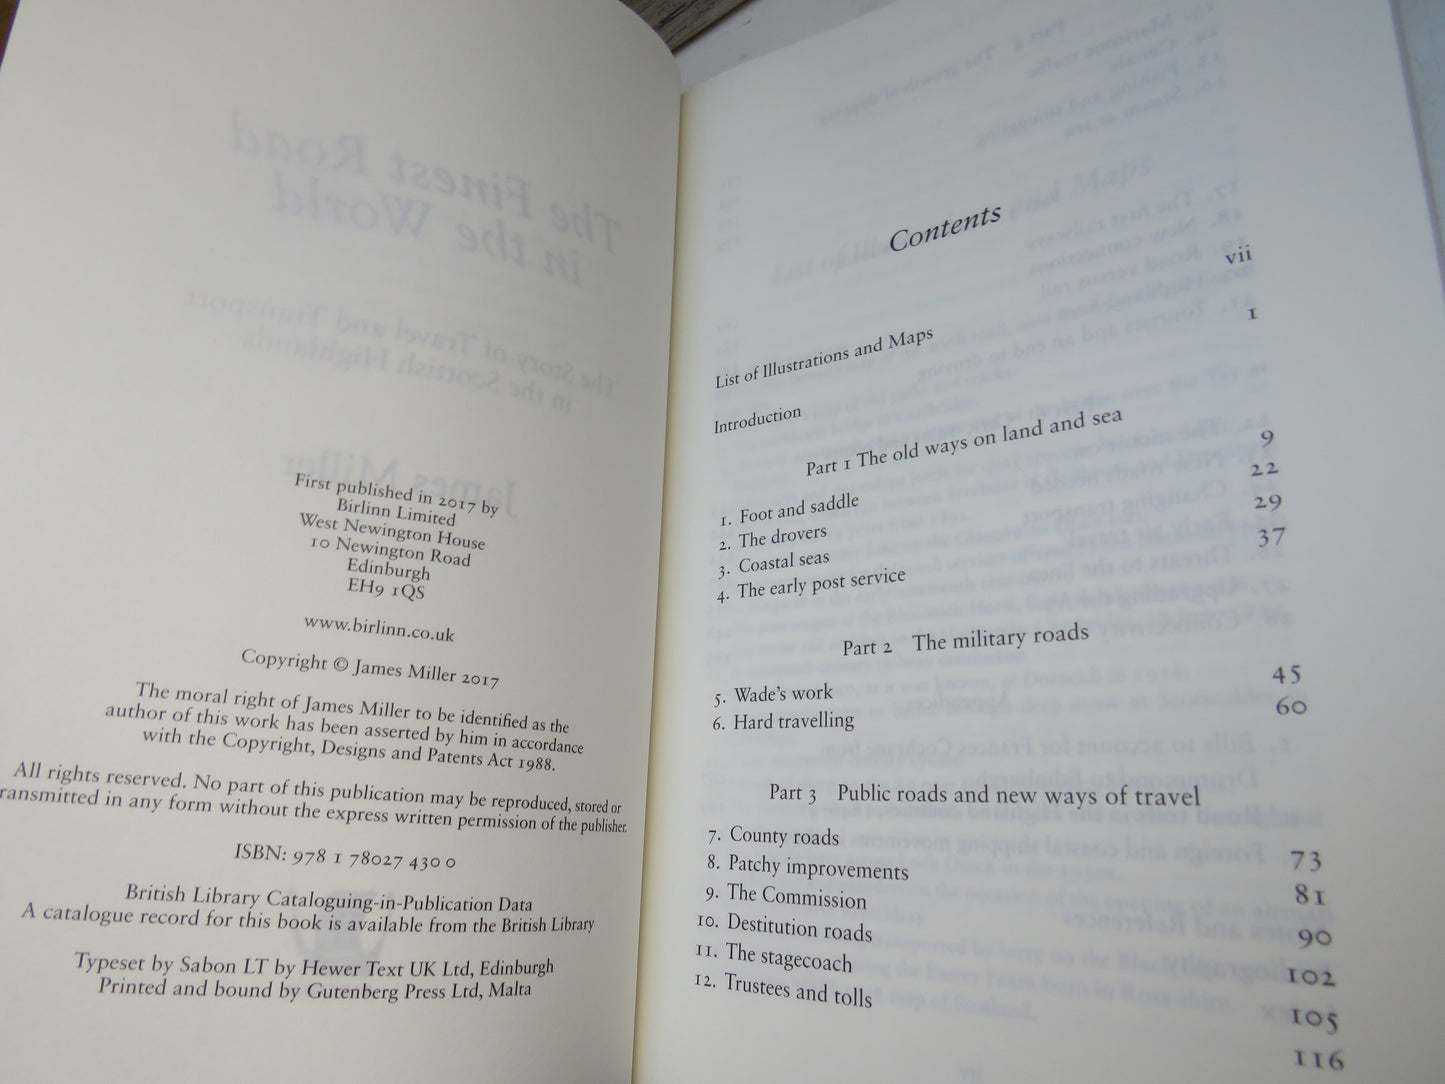 First published in 2017 by
Birlinn Limited
West Newington House
10 Newington Road
Edinburgh
EH9 1QS
www.birlinn.co.uk
Copyright © James Miller 2017
The moral right of James Miller to be identified as the
author of this work has been asserted by him in accordance
with the Copyright, Designs and Patents Act 1988.
All rights reserved. No part of this publication may be reproduced, stored or
ransmitted in any form without the express written permission of the publisher.
ISBN: 978 1 78027 430 0
British Library Cataloguing-in-Publication Data
A catalogue record for this book is available from the British Library
Typeset by Sabon LT by Hewer Text UK Ltd, Edinburgh
Printed and bound by Gutenberg Press Ltd, Malta
Contents
List of Illustrations and Maps vii
Introduction 1
Part 1 The old ways on land and sea
1. Foot and saddle 9
2. The drovers 22
3. Coastal seas 29
4. The early post service 37
Part 2 The military roads
5. Wade's work 45
6. Hard travelling 60
Part 3 Public roads and new ways of travel
7. County roads 73
8. Patchy improvements 81
9. The Commission 90
10. Destitution roads 102
11. The stagecoach 105
12. Trustees and tolls 116